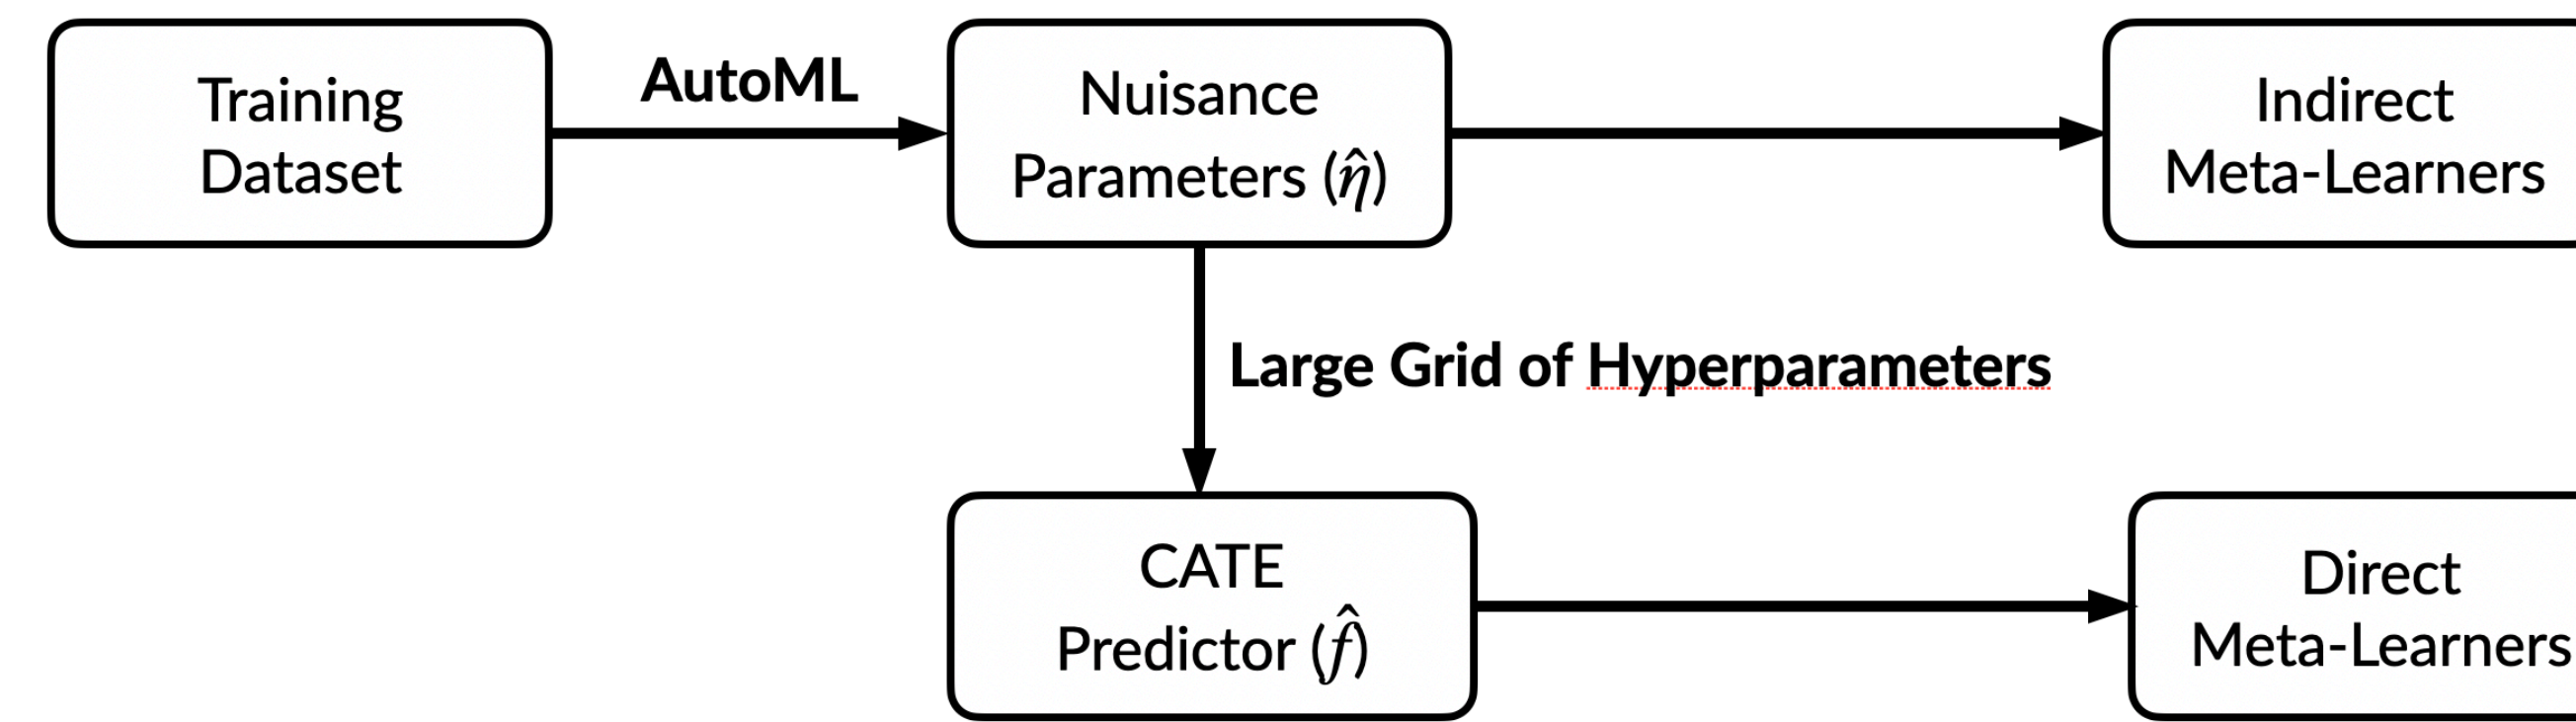 Training
Dataset
AutoML
Nuisance
Parameters (η̂)
Indirect
Meta-Learners
Large Grid of Hyperparameters
CATE
Predictor (f̂)
Direct
Meta-Learners